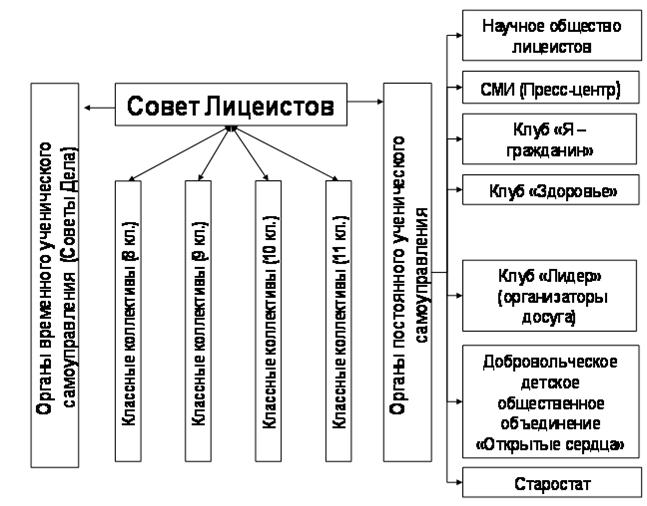 Совет Лицеистов
Органы временного ученического
самоуправления (Советы Дела)
Классные коллективы (8 кл.)
Классные коллективы (9 кл.)
Классные коллективы (10 кл.)
Классные коллективы (11 кл.)
Органы постоянного ученического
самоуправления
Научное общество
лицеистов
СМИ (Пресс-центр)
Клуб «Я –
гражданин»
Клуб «Здоровье»
Клуб «Лидер»
(организаторы
досуга)
Добровольческое
детское
общественное
объединение
«Открытые сердца»
Старостат